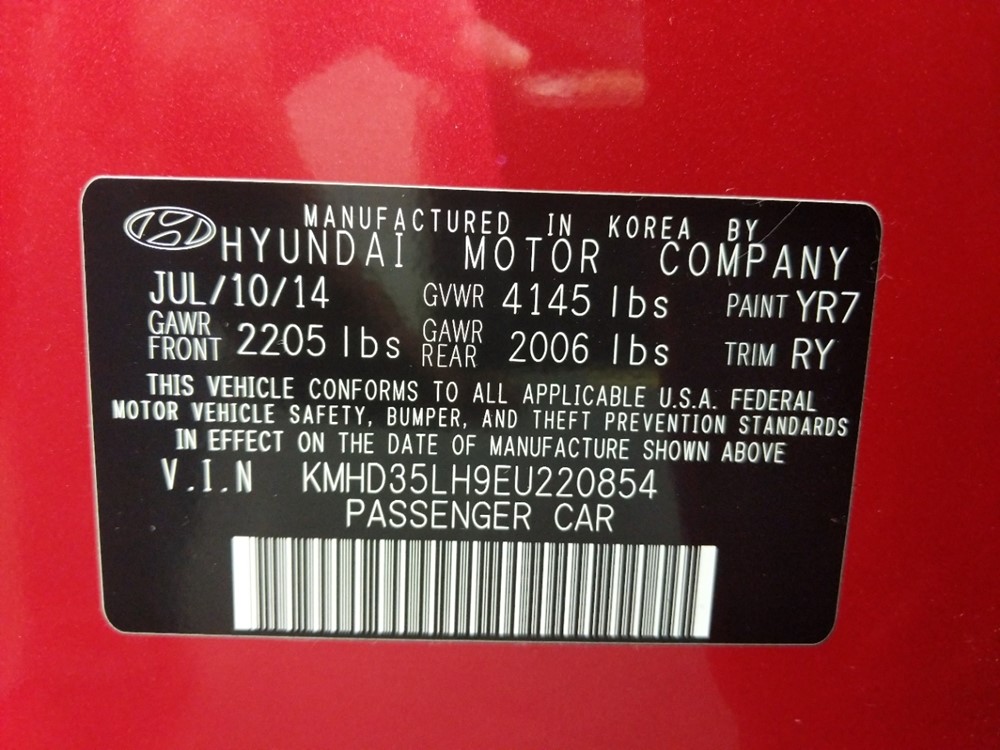 MANUFACTURED IN KOREA BY
HYUNDAI MOTOR COMPANY
JUL/10/14 GVWR 4145 lbs PAINT YR7
GAWR FRONT 2205 lbs GAWR REAR 2006 lbs TRIM RY
THIS VEHICLE CONFORMS TO ALL APPLICABLE U.S.A. FEDERAL
MOTOR VEHICLE SAFETY, BUMPER, AND THEFT PREVENTION STANDARDS
IN EFFECT ON THE DATE OF MANUFACTURE SHOWN ABOVE
V.I.N KMHD35LH9EU220854
PASSENGER CAR